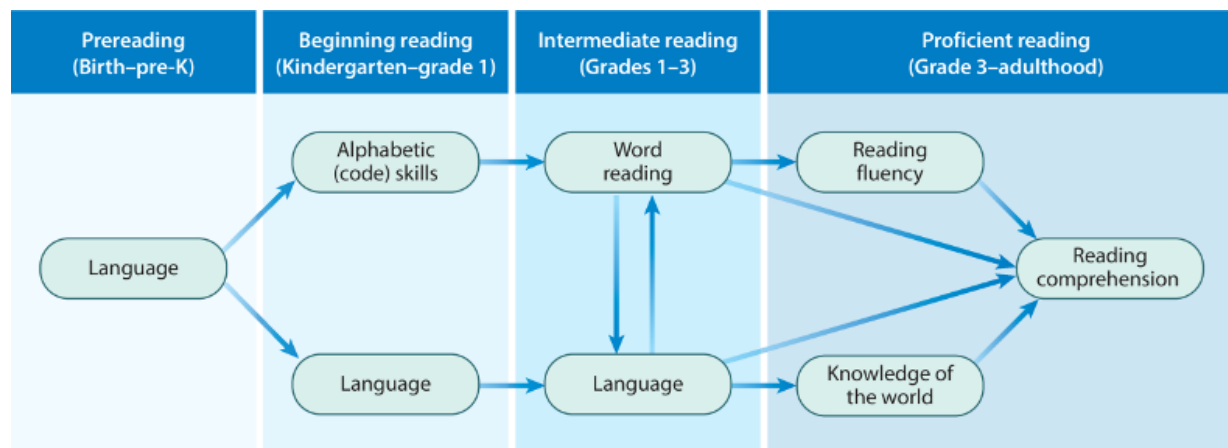 Prereading
(Birth–pre-K)
Beginning reading
(Kindergarten–grade 1)
Intermediate reading
(Grades 1–3)
Proficient reading
(Grade 3–adulthood)
Language
Alphabetic
(code) skills
Language
Word
reading
Language
Reading
fluency
Knowledge of
the world
Reading
comprehension